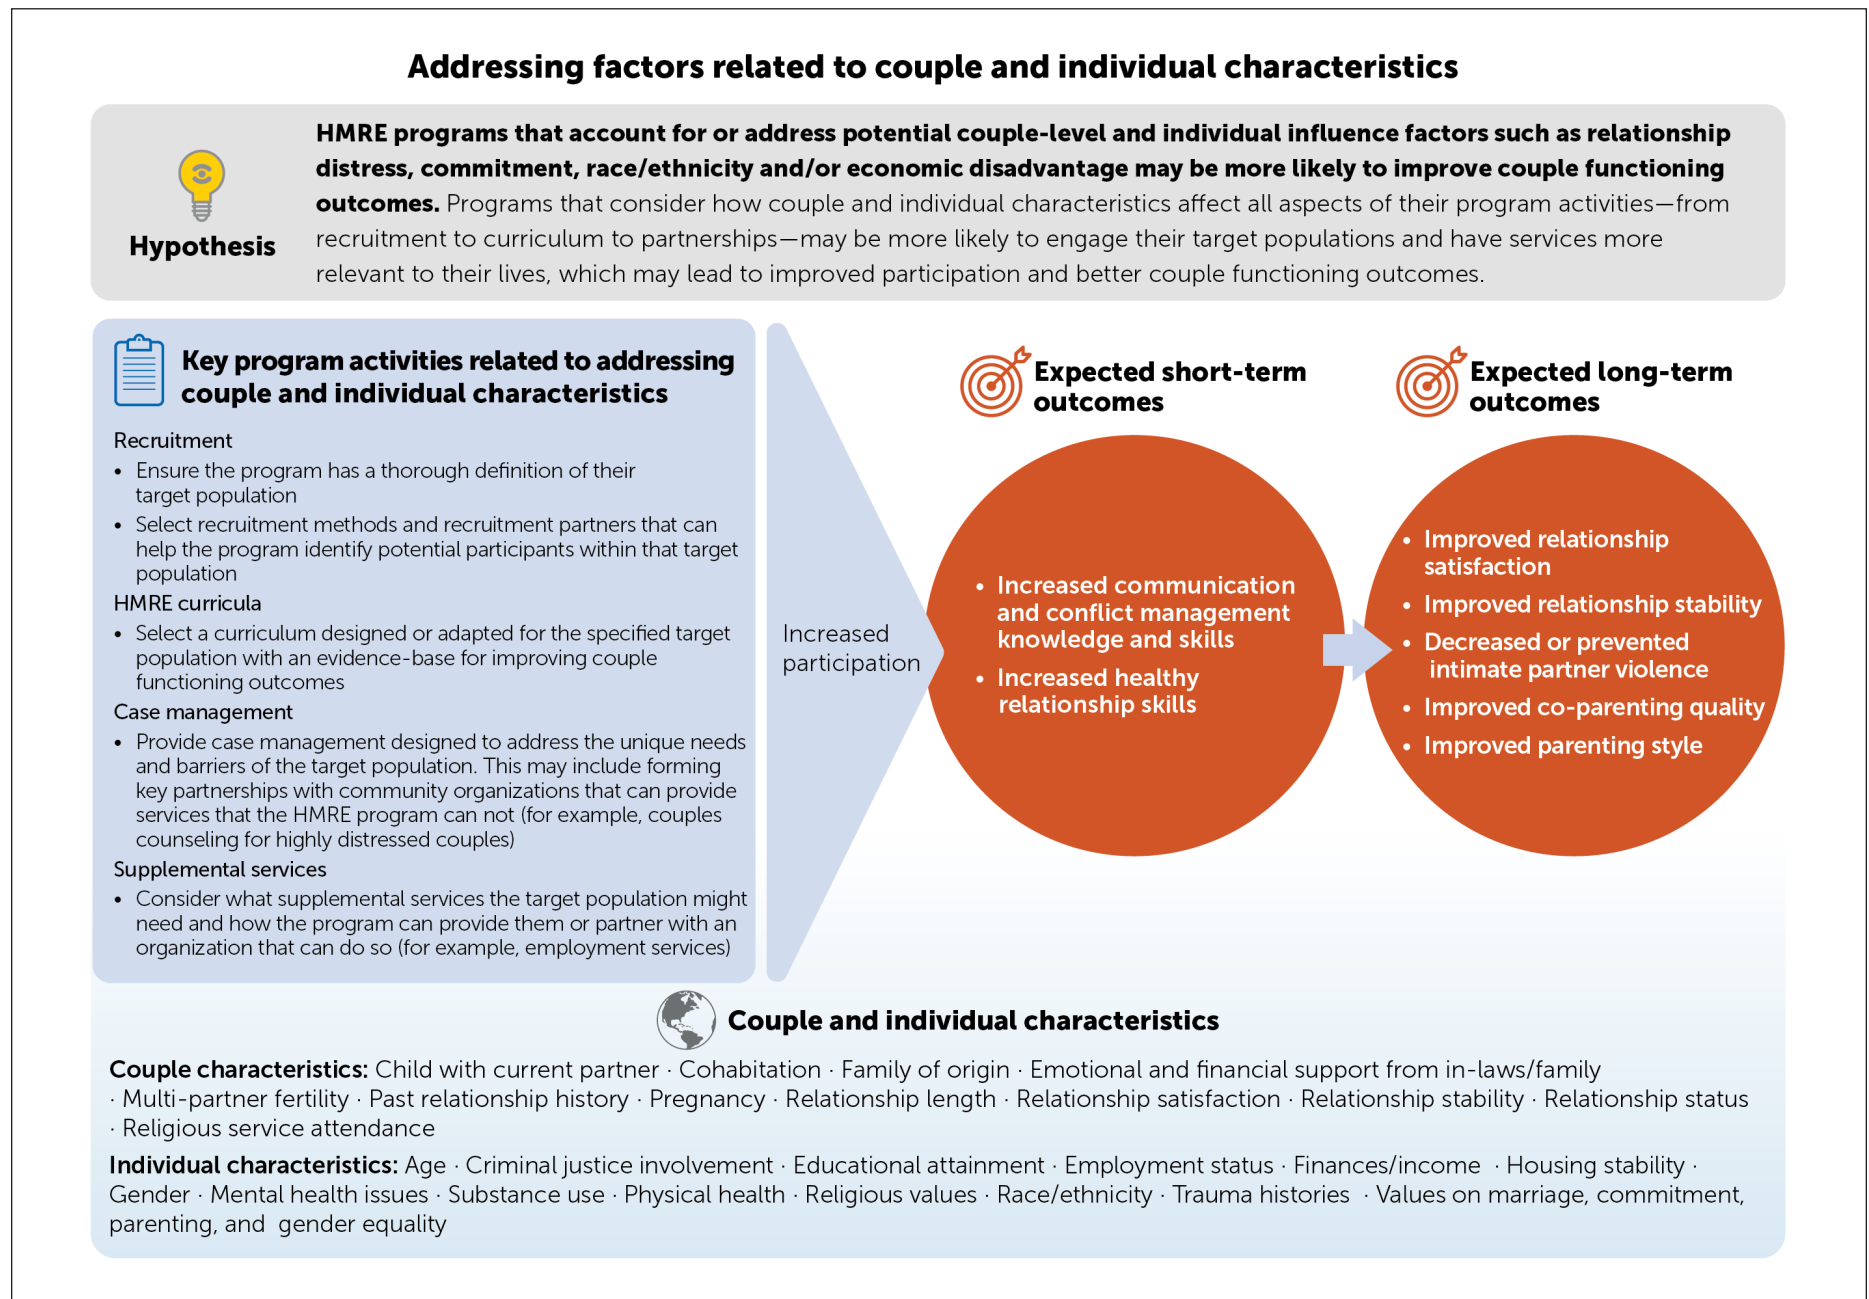 Addressing factors related to couple and individual characteristics
Hypothesis
HMRE programs that account for or address potential couple-level and individual influence factors such as relationship
distress, commitment, race/ethnicity and/or economic disadvantage may be more likely to improve couple functioning
outcomes. Programs that consider how couple and individual characteristics affect all aspects of their program activities—from
recruitment to curriculum to partnerships—may be more likely to engage their target populations and have services more
relevant to their lives, which may lead to improved participation and better couple functioning outcomes.
Key program activities related to addressing
couple and individual characteristics
Recruitment
• Ensure the program has a thorough definition of their
target population
• Select recruitment methods and recruitment partners that can
help the program identify potential participants within that target
population
HMRE curricula
• Select a curriculum designed or adapted for the specified target
population with an evidence-base for improving couple
functioning outcomes
Case management
• Provide case management designed to address the unique needs
and barriers of the target population. This may include forming
key partnerships with community organizations that can provide
services that the HMRE program can not (for example, couples
counseling for highly distressed couples)
Supplemental services
• Consider what supplemental services the target population might
need and how the program can provide them or partner with an
organization that can do so (for example, employment services)
Increased
participation
Expected short-term
outcomes
• Increased communication
and conflict management
knowledge and skills
• Increased healthy
relationship skills
Expected long-term
outcomes
• Improved relationship
satisfaction
• Improved relationship stability
• Decreased or prevented
intimate partner violence
• Improved co-parenting quality
• Improved parenting style
Couple and individual characteristics
Couple characteristics: Child with current partner · Cohabitation · Family of origin · Emotional and financial support from in-laws/family
· Multi-partner fertility · Past relationship history · Pregnancy · Relationship length · Relationship satisfaction · Relationship stability · Relationship status
· Religious service attendance
Individual characteristics: Age · Criminal justice involvement · Educational attainment · Employment status · Finances/income · Housing stability ·
Gender · Mental health issues · Substance use · Physical health · Religious values · Race/ethnicity · Trauma histories · Values on marriage, commitment,
parenting, and gender equality